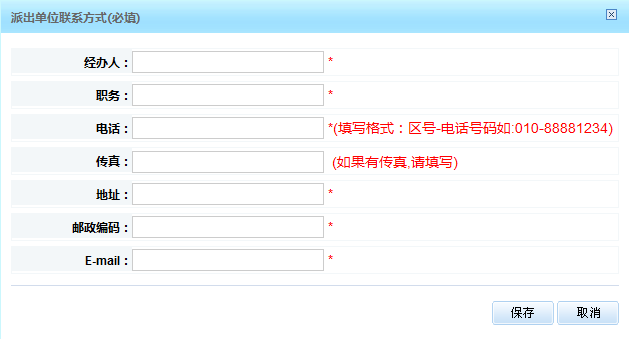 派出单位联系方式(必填)
经办人： *
职务： *
电话： *(填写格式：区号-电话号码如:010-88881234)
传真： (如果有传真,请填写)
地址： *
邮政编码： *
E-mail： *
保存 取消